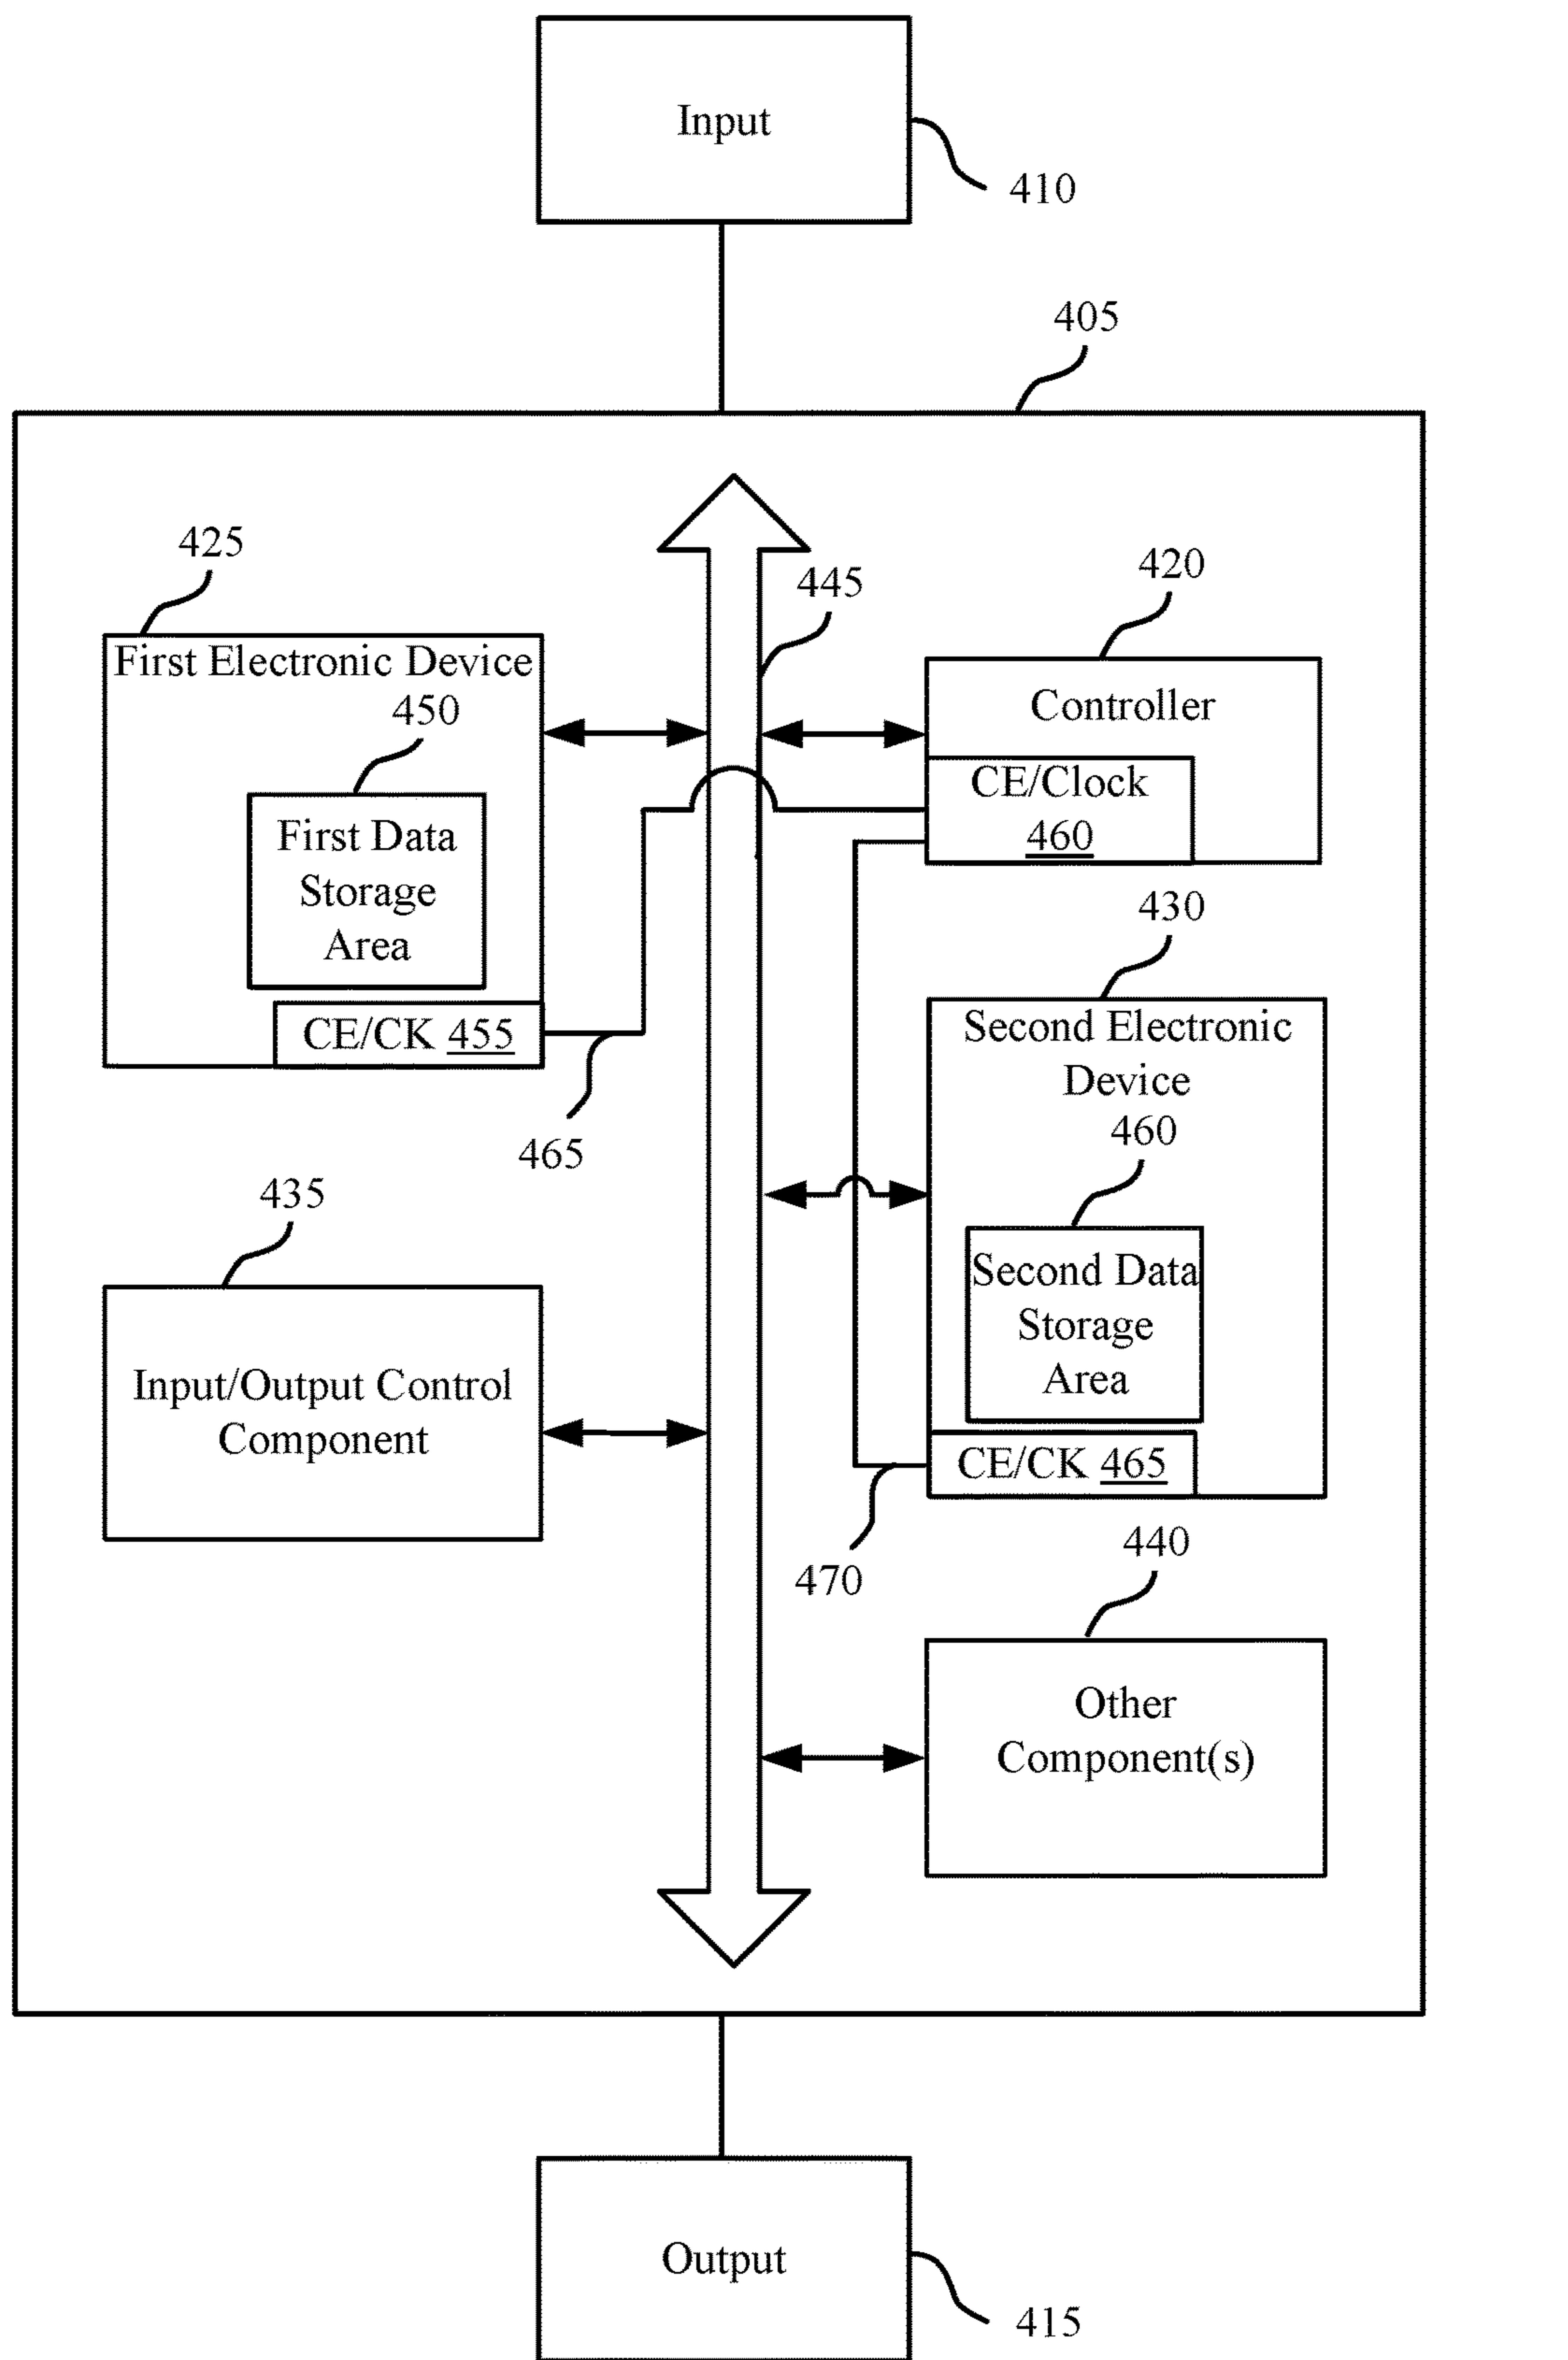 Input
410
405
425
First Electronic Device
450
First Data
Storage
Area
CE/CK 455
465
445
420
Controller
CE/Clock
460
430
Second Electronic
Device
460
Second Data
Storage
Area
CE/CK 465
470
435
Input/Output Control
Component
440
Other
Component(s)
Output
415